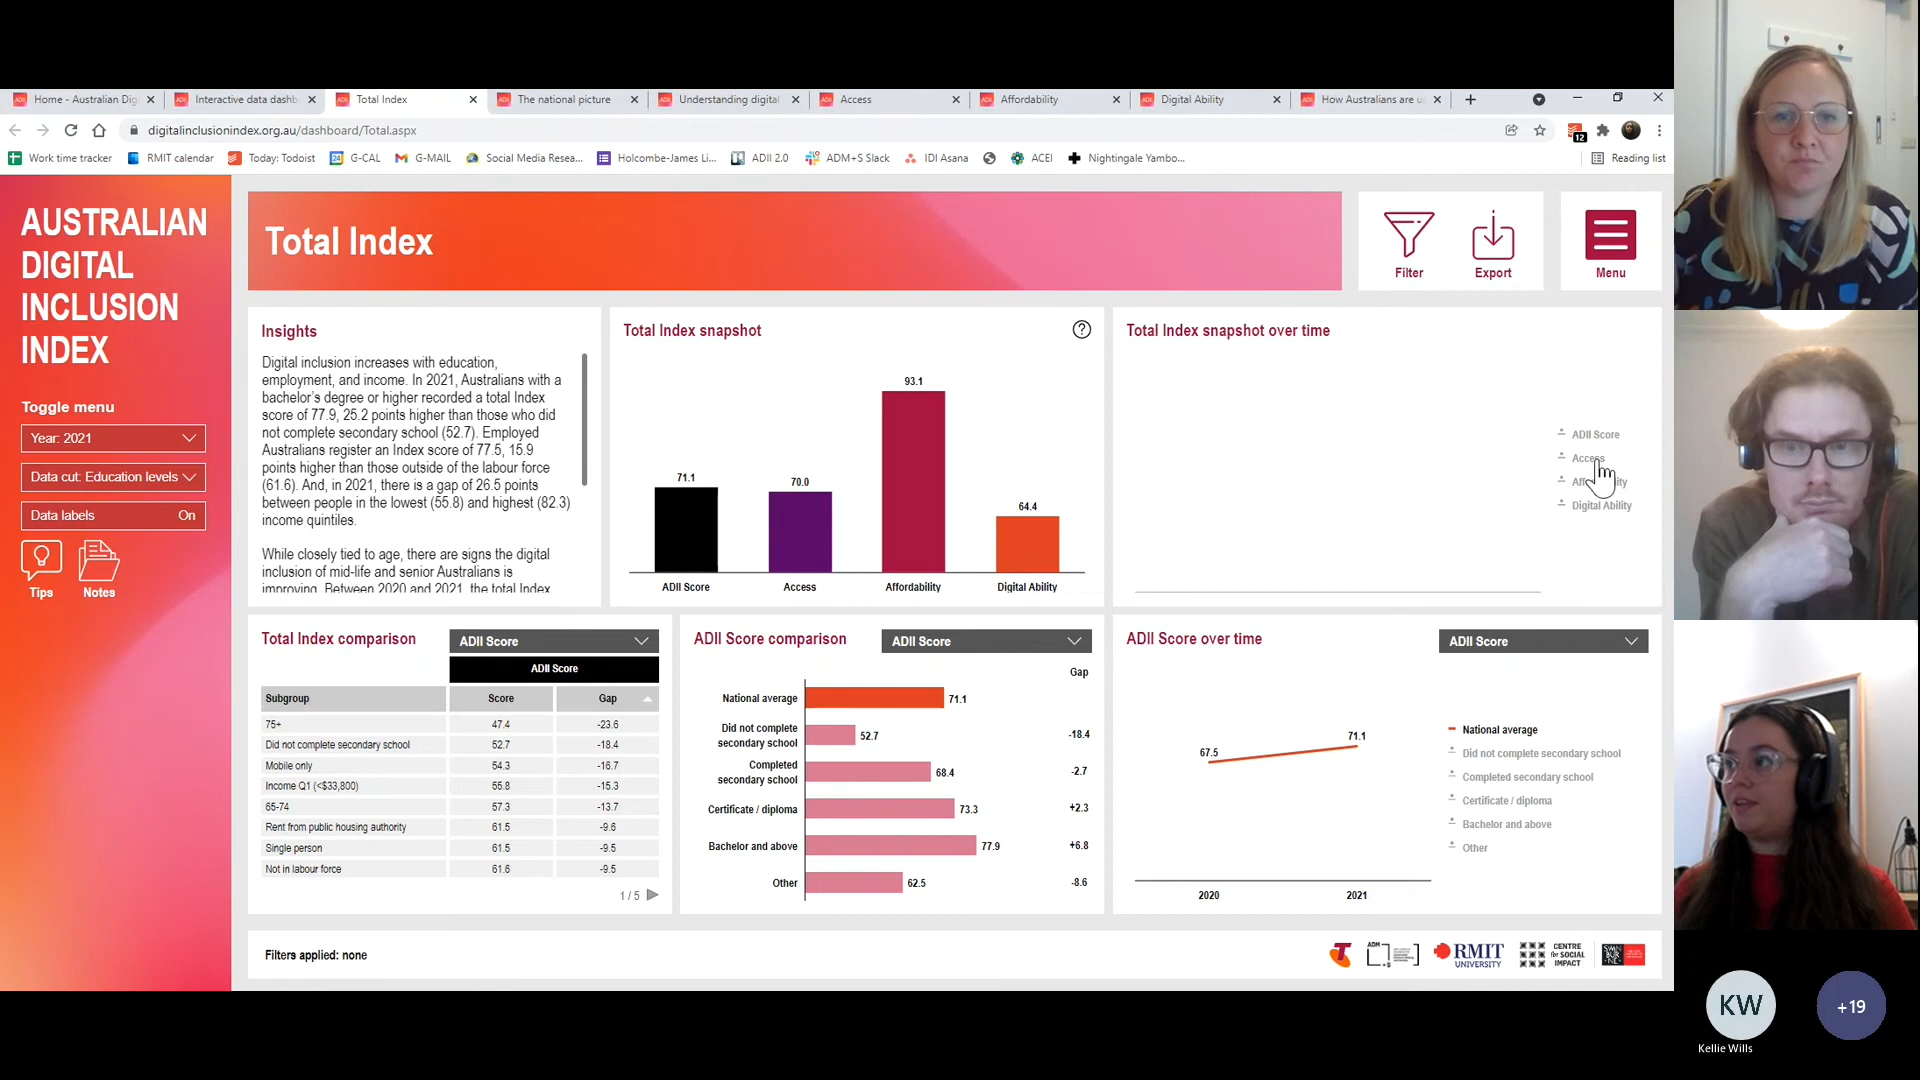 Home - Australian Dig
Interactive data dashb
Total Index
The national picture
Understanding digital
Access
Affordability
Digital Ability
How Australians are u
digitalinclusionindex.org.au/dashboard/Total.aspx
12
Work time tracker
RMIT calendar
Today: Todoist
G-CAL
G-MAIL
Social Media Resea...
Holcombe-James Li...
ADII 2.0
ADM+S Slack
IDI Asana
ACEI
Nightingale Yambo...
Reading list
AUSTRALIAN
DIGITAL
INCLUSION
INDEX
Toggle menu
Year: 2021
Data cut: Education levels
Data labels On
Tips
Notes
Total Index
Filter
Export
Menu
Insights
Digital inclusion increases with education,
employment, and income. In 2021, Australians with a
bachelor's degree or higher recorded a total Index
score of 77.9, 25.2 points higher than those who did
not complete secondary school (52.7). Employed
Australians register an Index score of 77.5, 15.9
points higher than those outside of the labour force
(61.6). And, in 2021, there is a gap of 26.5 points
between people in the lowest (55.8) and highest (82.3)
income quintiles.
While closely tied to age, there are signs the digital
inclusion of mid-life and senior Australians is
improving. Between 2020 and 2021, the total Index
Total Index snapshot
?
71.1
70.0
93.1
64.4
ADII Score
Access
Affordability
Digital Ability
Total Index snapshot over time
ADII Score
Access
Digital Ability
Total Index comparison
ADII Score
ADII Score
Subgroup Score Gap
75+ 47.4 -23.6
Did not complete secondary school 52.7 -18.4
Mobile only 54.3 -16.7
Income Q1 (<$33,800) 55.8 -15.3
65-74 57.3 -13.7
Rent from public housing authority 61.5 -9.6
Single person 61.5 -9.5
Not in labour force 61.6 -9.5
1 / 5
ADII Score comparison
ADII Score
Gap
National average 71.1
Did not complete
secondary school 52.7 -18.4
Completed
secondary school 68.4 -2.7
Certificate / diploma 73.3 +2.3
Bachelor and above 77.9 +6.8
Other 62.5 -8.6
ADII Score over time
ADII Score
67.5
71.1
2020
2021
National average
Did not complete secondary school
Completed secondary school
Certificate / diploma
Bachelor and above
Other
Filters applied: none
T
ADM
+S
RMIT
UNIVERSITY
CENTRE
for SOCIAL
IMPACT
SWIN
BUR
NE
KW
+19
Kellie Wills